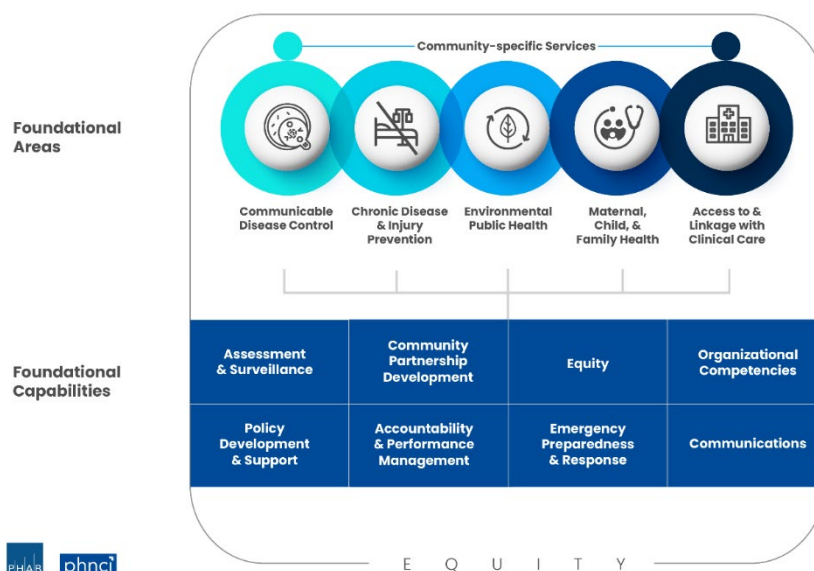 Community-specific Services
Foundational
Areas
Communicable
Disease Control
Chronic Disease
& Injury
Prevention
Environmental
Public Health
Maternal,
Child, &
Family Health
Access to &
Linkage with
Clinical Care
Foundational
Capabilities
Assessment
& Surveillance
Community
Partnership
Development
Equity
Organizational
Competencies
Policy
Development
& Support
Accountability
& Performance
Management
Emergency
Preparedness
& Response
Communications
PHAB
phnci
EQUITY